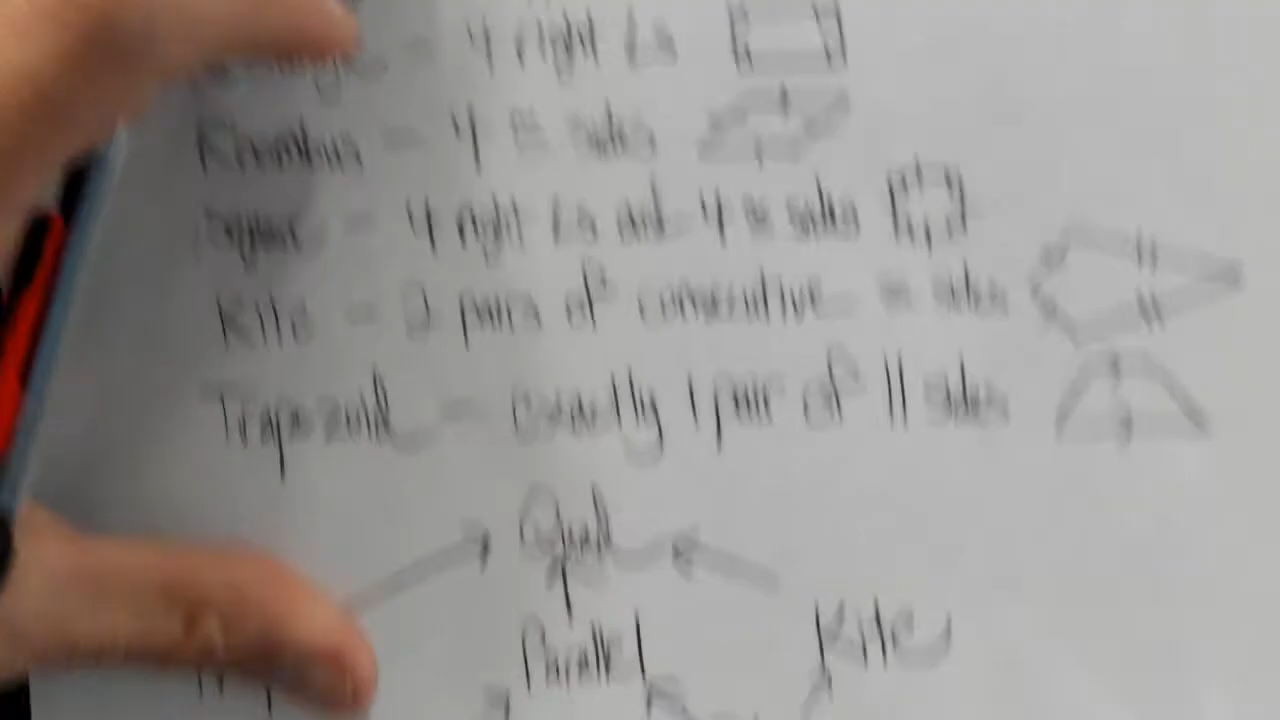 = 4 right ∠s
Rhombus = 4 ≅ sides
Square = 4 right ∠s and 4 ≅ sides
Kite = 2 pairs of consecutive ≅ sides
Trapezoid = exactly 1 pair of || sides
Quad
Parallel
Kite